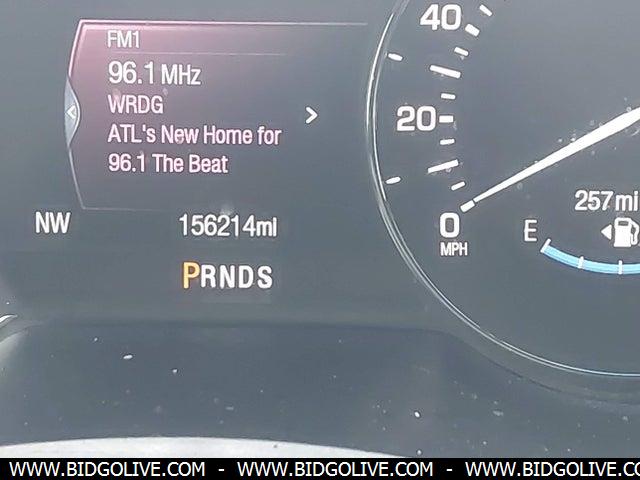 FM1
96.1 MHz
WRDG
ATL's New Home for
96.1 The Beat
<
>
NW
156214mi
PRNDS
40
20
0
MPH
257mi
E
WWW.BIDGOLIVE.COM - WWW.BIDGOLIVE.COM - WWW.BIDGOLIVE.CO